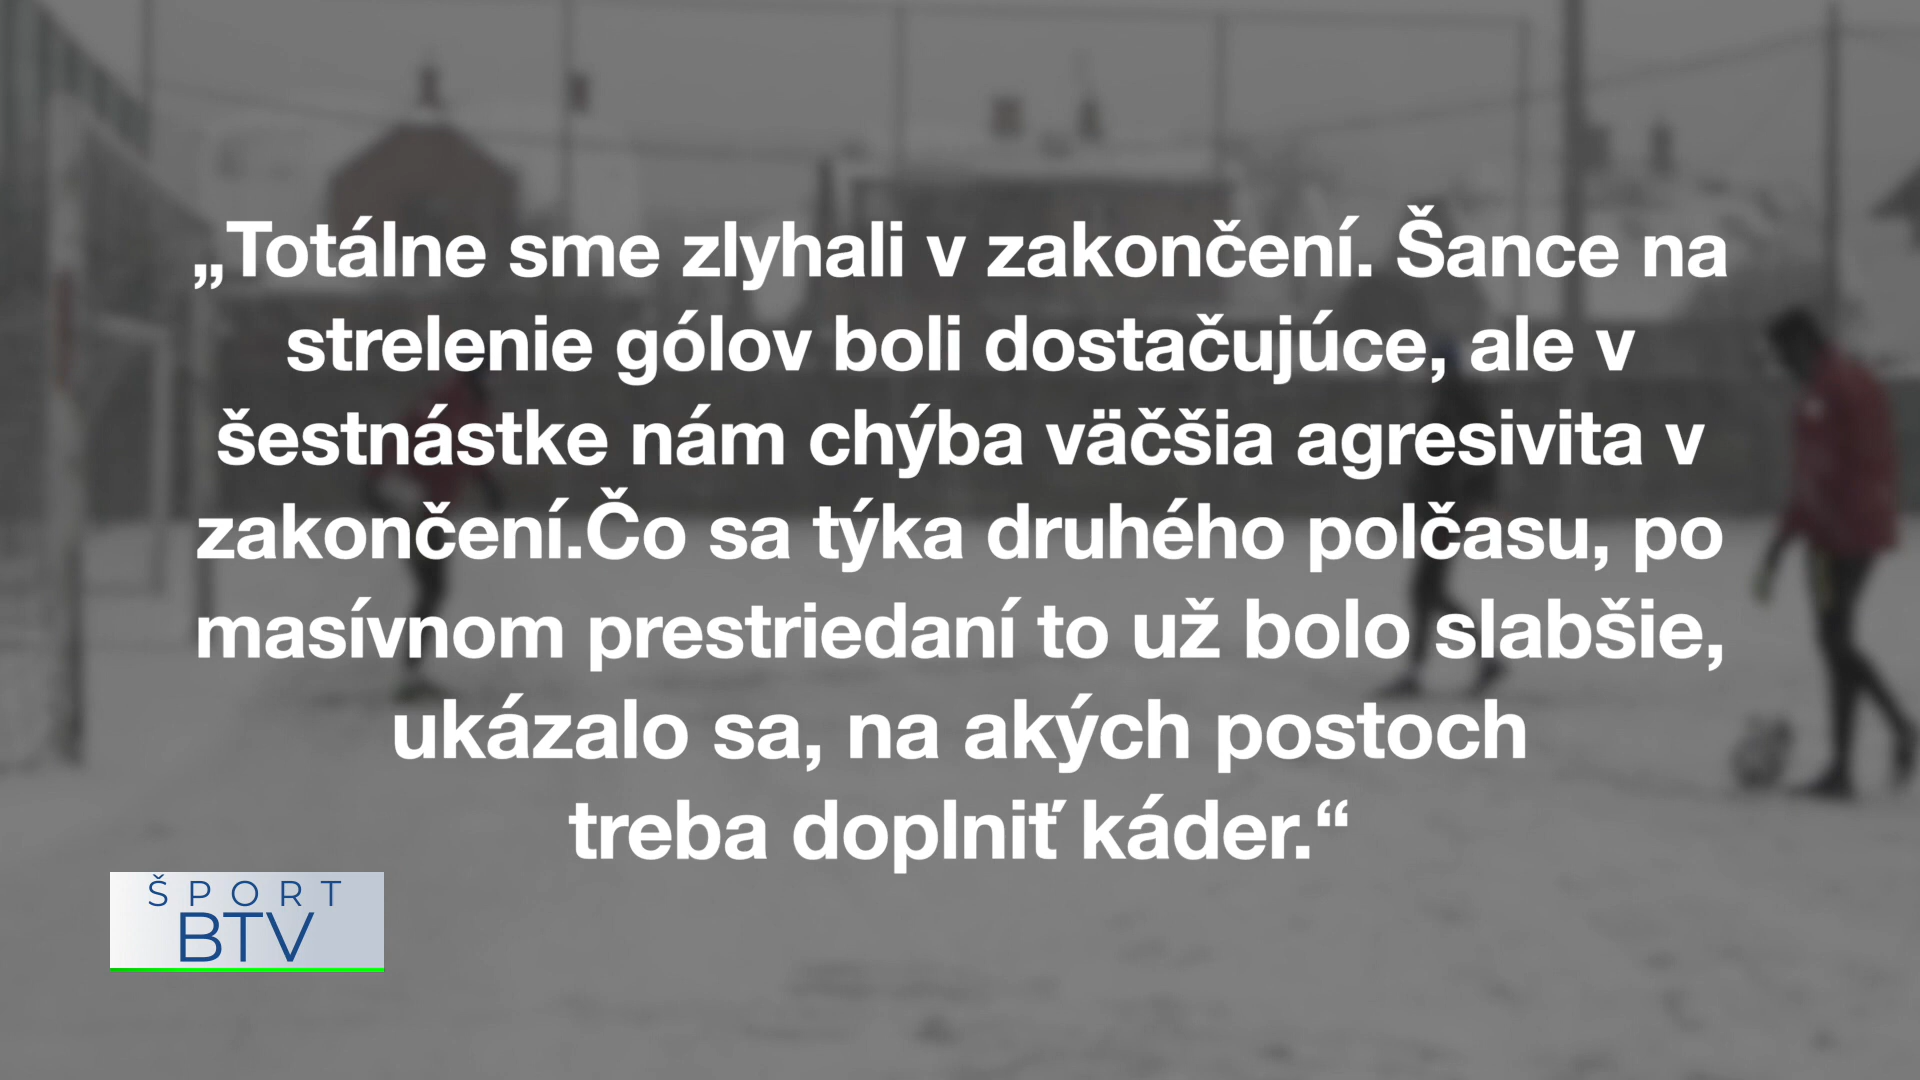 „Totálne sme zlyhali v zakončení. Šance na
strelenie gólov boli dostačujúce, ale v
šestnástke nám chýba väčšia agresivita v
zakončení.Čo sa týka druhého polčasu, po
masívnom prestriedaní to už bolo slabšie,
ukázalo sa, na akých postoch
treba doplniť káder.“
ŠPORT
BTV